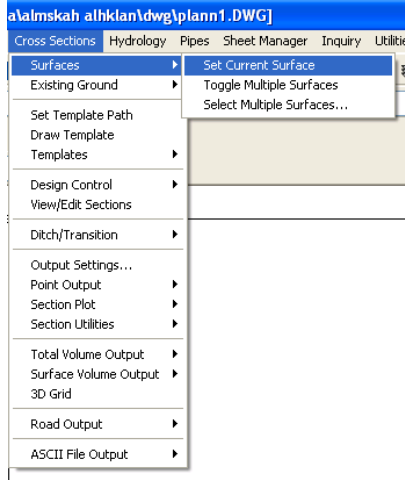 a\almskah alhklan\dwg\plann1.DWG]
Cross Sections Hydrology Pipes Sheet Manager Inquiry Utilitie
Surfaces
Set Current Surface
Existing Ground
Toggle Multiple Surfaces
Select Multiple Surfaces...
Set Template Path
Draw Template
Templates
Design Control
View/Edit Sections
Ditch/Transition
Output Settings...
Point Output
Section Plot
Section Utilities
Total Volume Output
Surface Volume Output
3D Grid
Road Output
ASCII File Output